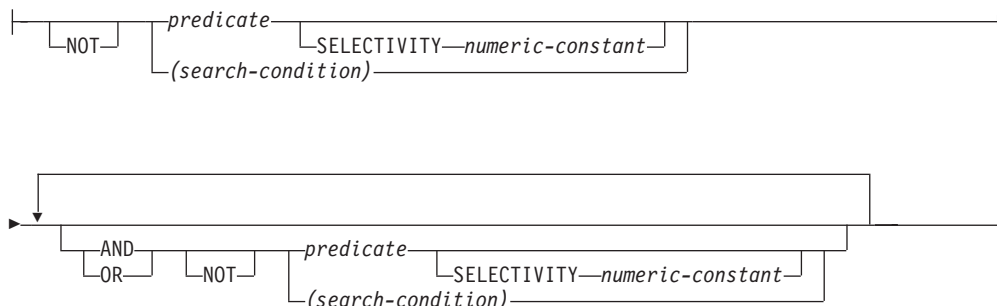 predicate
NOT SELECTIVITY numeric-constant
(search-condition)
AND predicate
OR NOT SELECTIVITY numeric-constant
(search-condition)